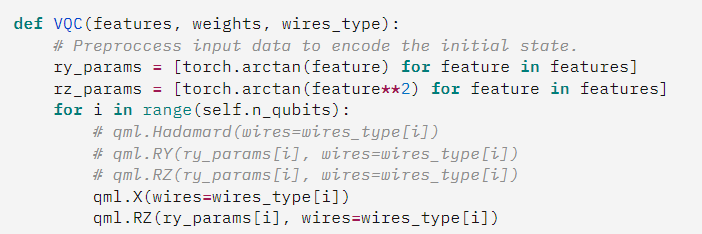 def VQC(features, weights, wires_type):
    # Preproccess input data to encode the initial state.
    ry_params = [torch.arctan(feature) for feature in features]
    rz_params = [torch.arctan(feature**2) for feature in features]
    for i in range(self.n_qubits):
        # qml.Hadamard(wires=wires_type[i])
        # qml.RY(ry_params[i], wires=wires_type[i])
        # qml.RZ(ry_params[i], wires=wires_type[i])
        qml.X(wires=wires_type[i])
        qml.RZ(ry_params[i], wires=wires_type[i])